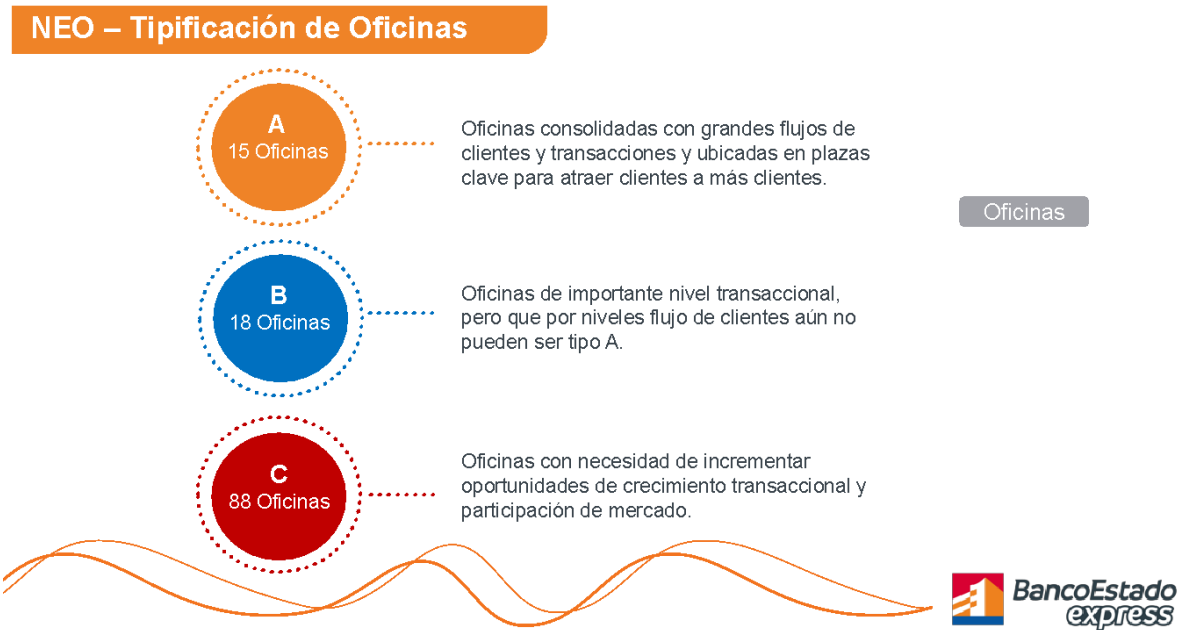 NEO – Tipificación de Oficinas
A
15 Oficinas
Oficinas consolidadas con grandes flujos de
clientes y transacciones y ubicadas en plazas
clave para atraer clientes a más clientes.
Oficinas
B
18 Oficinas
Oficinas de importante nivel transaccional,
pero que por niveles flujo de clientes aún no
pueden ser tipo A.
C
88 Oficinas
Oficinas con necesidad de incrementar
oportunidades de crecimiento transaccional y
participación de mercado.
BancoEstado
express